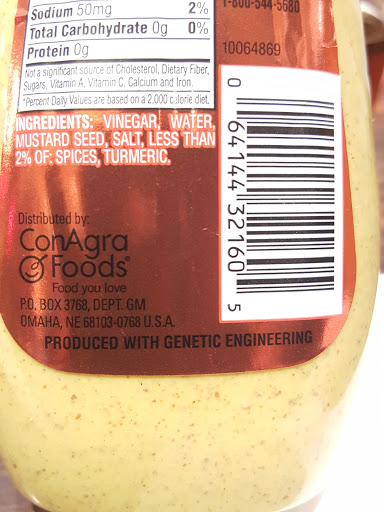 1-800-544-5680
Sodium 50mg 2%
Total Carbohydrate 0g 0%
Protein 0g
Not a significant source of Cholesterol, Dietary Fiber,
Sugars, Vitamin A, Vitamin C, Calcium and Iron.
*Percent Daily Values are based on a 2,000 calorie diet.
10064869
INGREDIENTS: VINEGAR, WATER,
MUSTARD SEED, SALT, LESS THAN
2% OF: SPICES, TURMERIC.
0 64144 32160 5
Distributed by:
ConAgra
Foods®
Food you love
P.O. BOX 3768, DEPT. GM
OMAHA, NE 68103-0768 U.S.A.
PRODUCED WITH GENETIC ENGINEERING